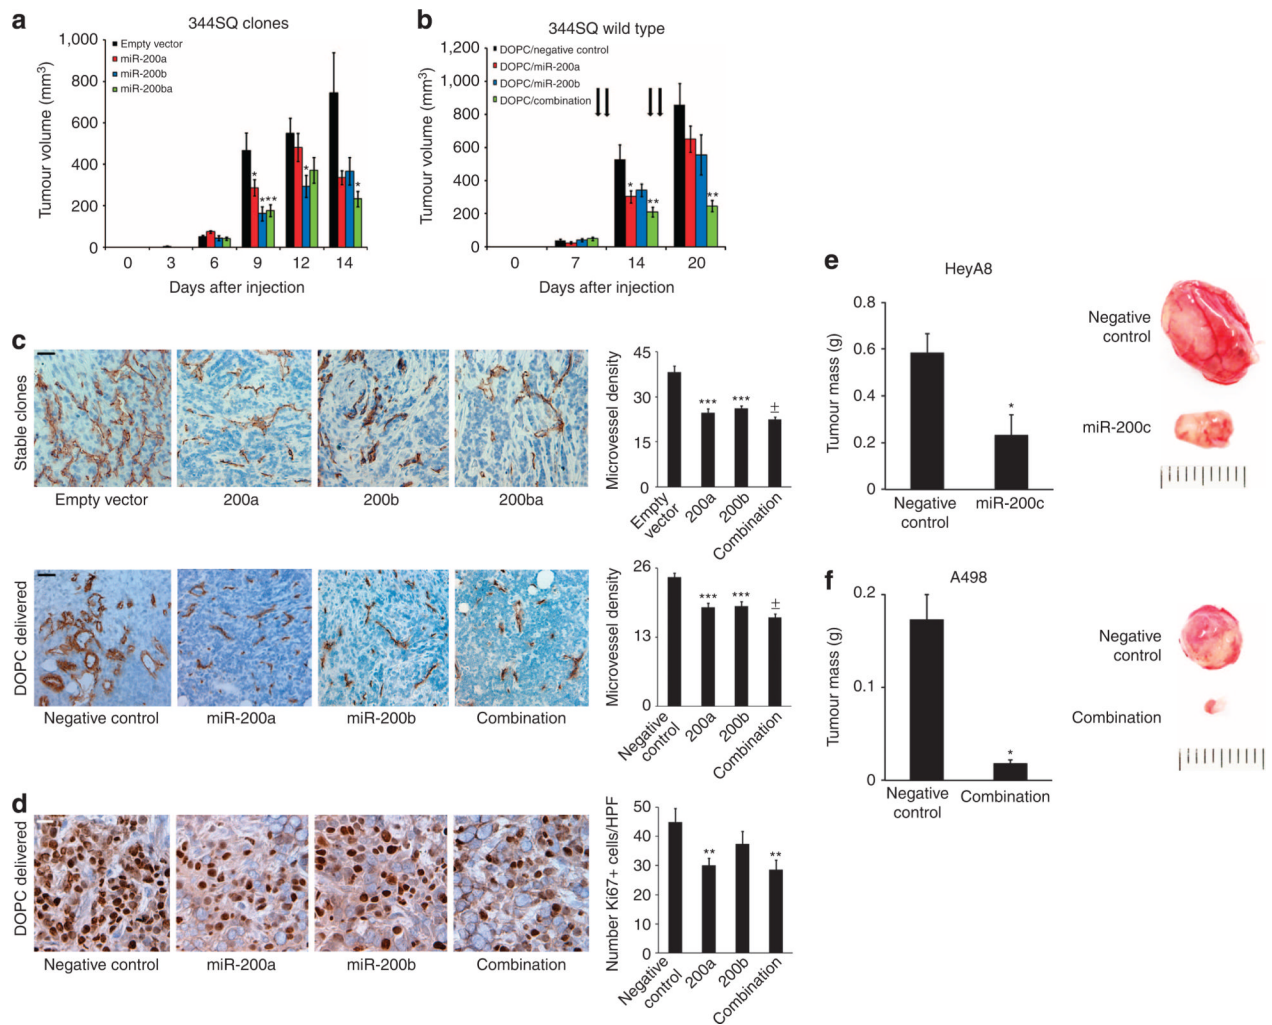 a
344SQ clones
1,000
800
600
400
200
0
Tumour volume (mm3)
Empty vector
miR-200a
miR-200b
miR-200ba
*
*
**
*
*
0 3 6 9 12 14
Days after injection
b
344SQ wild type
1,200
1,000
800
600
400
200
0
Tumour volume (mm3)
DOPC/negative control
DOPC/miR-200a
DOPC/miR-200b
DOPC/combination
*
**
**
0 7 14 20
Days after injection
c
Stable clones
Empty vector
200a
200b
200ba
Microvessel density
45
30
15
0
***
***
±
Empty
vector
200a
200b
Combination
DOPC delivered
Negative control
miR-200a
miR-200b
Combination
Microvessel density
26
13
0
***
***
±
Negative
control
200a
200b
Combination
d
DOPC delivered
Negative control
miR-200a
miR-200b
Combination
Number Ki67+ cells/HPF
50
40
30
20
10
0
**
**
Negative
control
200a
200b
Combination
e
HeyA8
Tumour mass (g)
0.8
0.6
0.4
0.2
0
*
Negative
control
miR-200c
Negative
control
miR-200c
f
A498
Tumour mass (g)
0.2
0.1
0
*
Negative
control
Combination
Negative
control
Combination